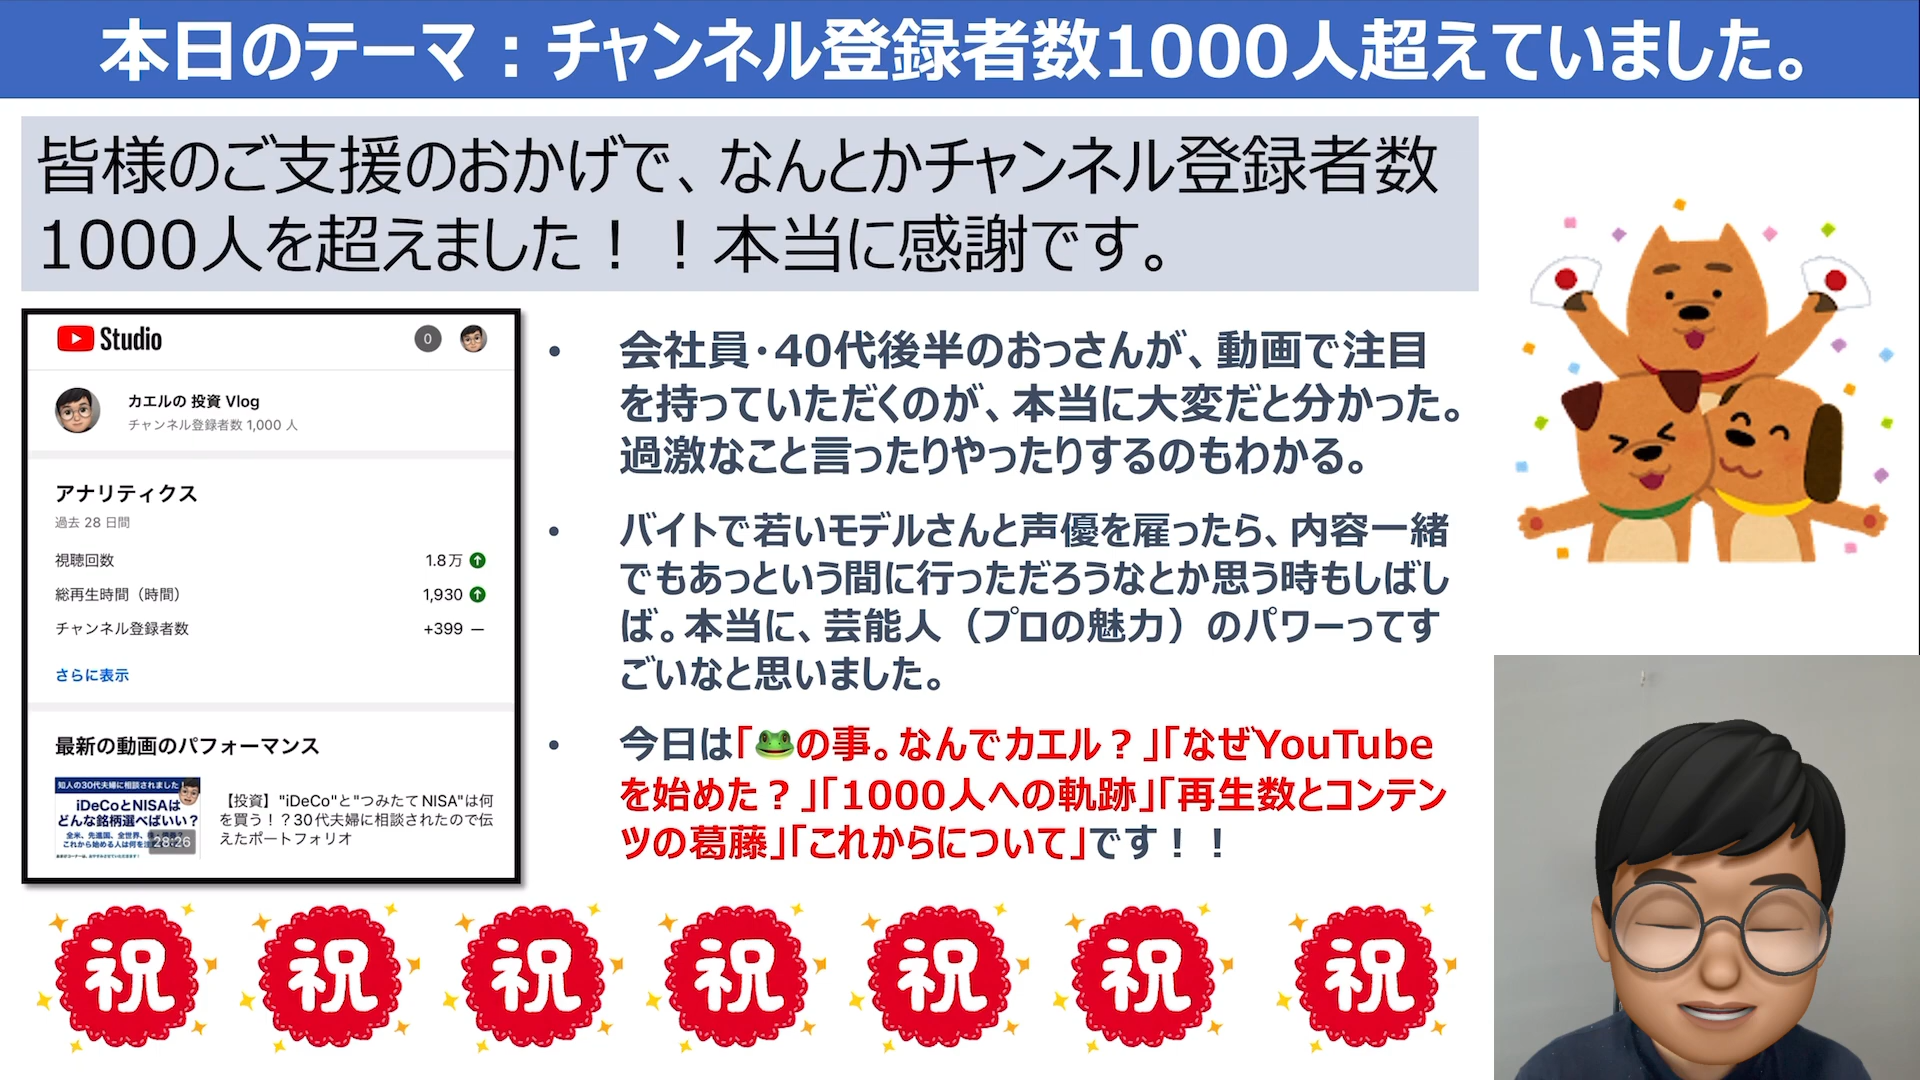 本日のテーマ：チャンネル登録者数1000人超えていました。
皆様のご支援のおかげで、なんとかチャンネル登録者数
1000人を超えました！！本当に感謝です。
Studio
0
カエルの 投資 Vlog
チャンネル登録者数 1,000 人
アナリティクス
過去 28 日間
視聴回数 1.8万
総再生時間（時間） 1,930
チャンネル登録者数 +399 —
さらに表示
最新の動画のパフォーマンス
知人の30代夫婦に相談されました！
iDeCoとNISAは
どんな銘柄選べばいい？
全米、先進国、全世界、
これから始める人は何を
28:26
【投資】"iDeCo"と"つみたてNISA"は何
を買う！？30代夫婦に相談されたので伝
えたポートフォリオ
• 会社員・40代後半のおっさんが、動画で注目
を持っていただくのが、本当に大変だと分かった。
過激なこと言ったりやったりするのもわかる。
• バイトで若いモデルさんと声優を雇ったら、内容一緒
でもあっという間に行っただろうなとか思う時もしばし
ば。本当に、芸能人（プロの魅力）のパワーってす
ごいなと思いました。
• 今日は「🐸の事。なんでカエル？」「なぜYouTube
を始めた？」「1000人への軌跡」「再生数とコンテン
ツの葛藤」「これからについて」です！！
祝 祝 祝 祝 祝 祝 祝